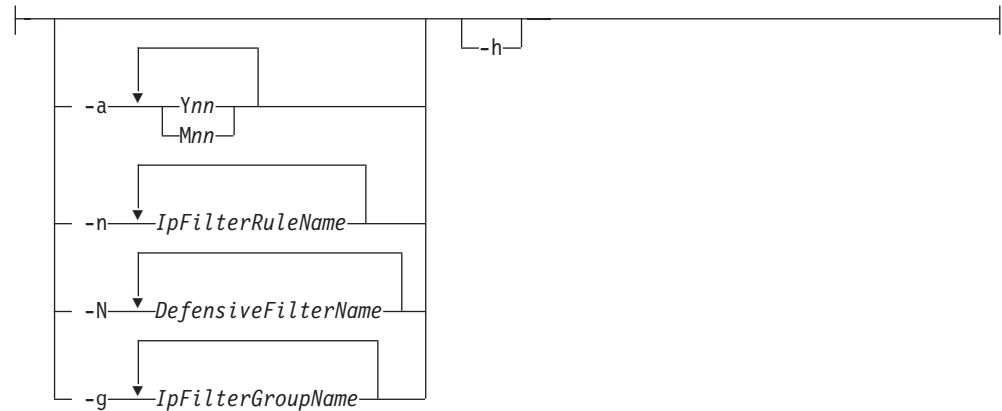 -h
-a Ynn
Mnn
-n IpFilterRuleName
-N DefensiveFilterName
-g IpFilterGroupName